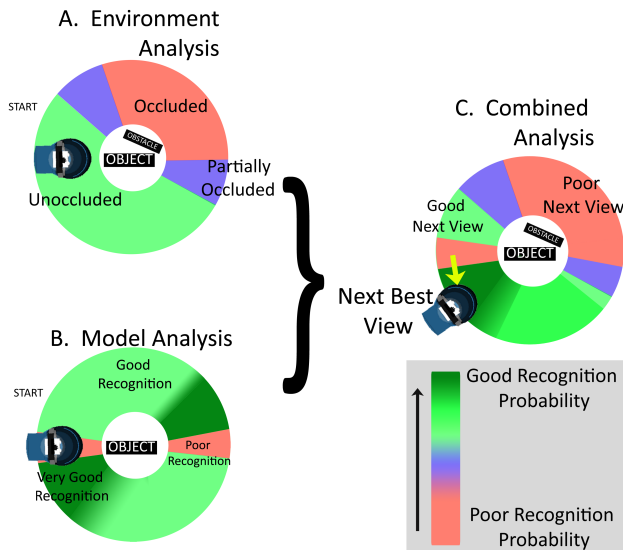 A. Environment
Analysis
START
Occluded
OBSTACLE
OBJECT
Partially
Occluded
Unoccluded
B. Model Analysis
Good
Recognition
START
OBJECT
Poor
Recognition
Very Good
Recognition
C. Combined
Analysis
Poor
Next View
Good
Next View
OBSTACLE
OBJECT
Next Best
View
Good Recognition
Probability
Poor Recognition
Probability